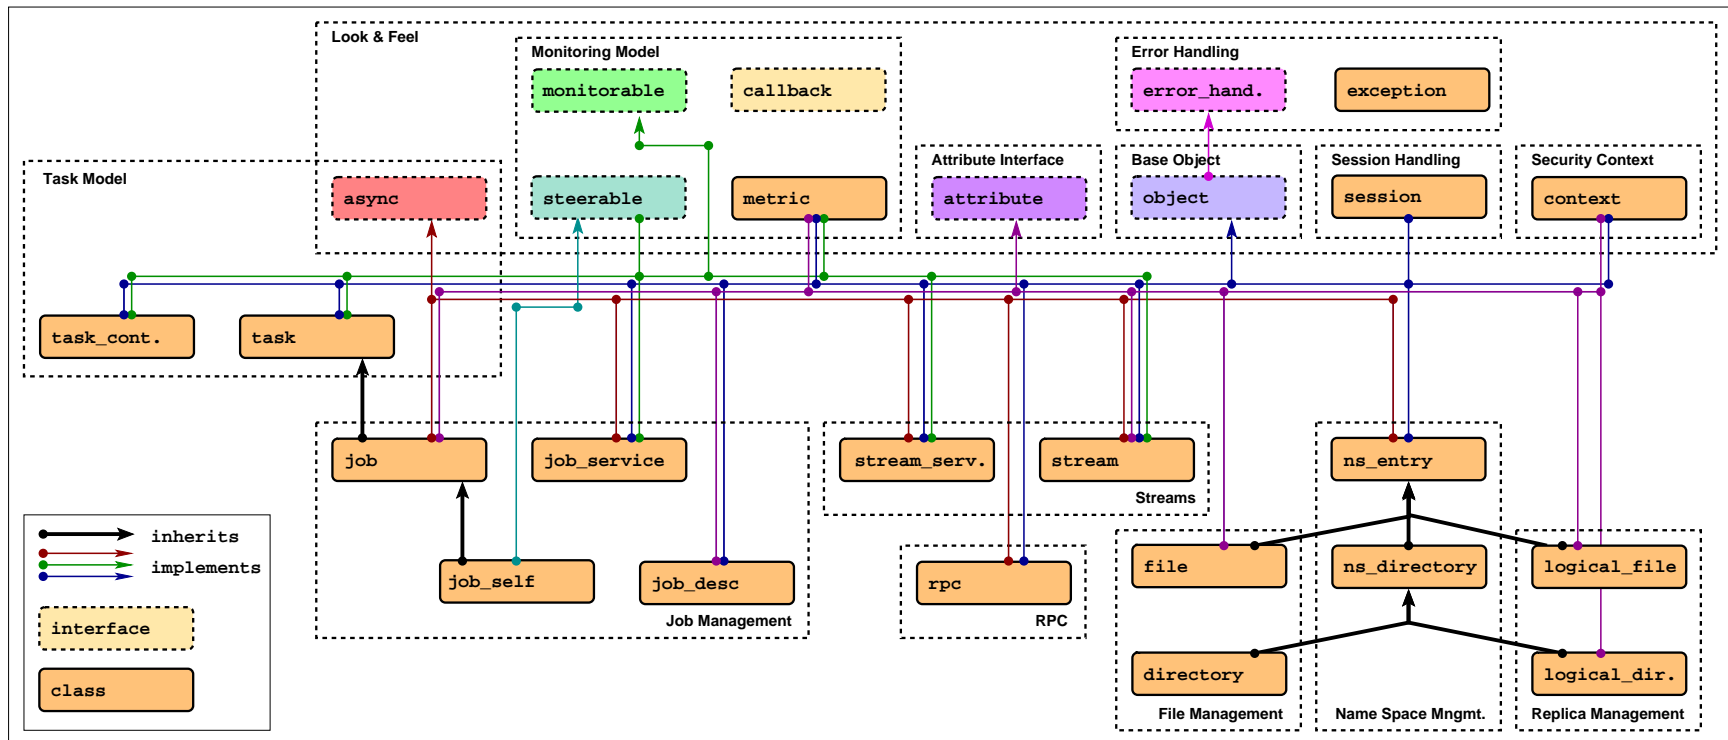 Look & Feel
Monitoring Model
Error Handling
monitorable
callback
error_hand.
exception
Task Model
Attribute Interface
Base Object
Session Handling
Security Context
async
steerable
metric
attribute
object
session
context
task_cont.
task
job
job_service
stream_serv.
stream
ns_entry
Streams
inherits
implements
job_self
job_desc
rpc
file
ns_directory
logical_file
interface
Job Management
RPC
class
directory
logical_dir.
File Management
Name Space Mngmt.
Replica Management